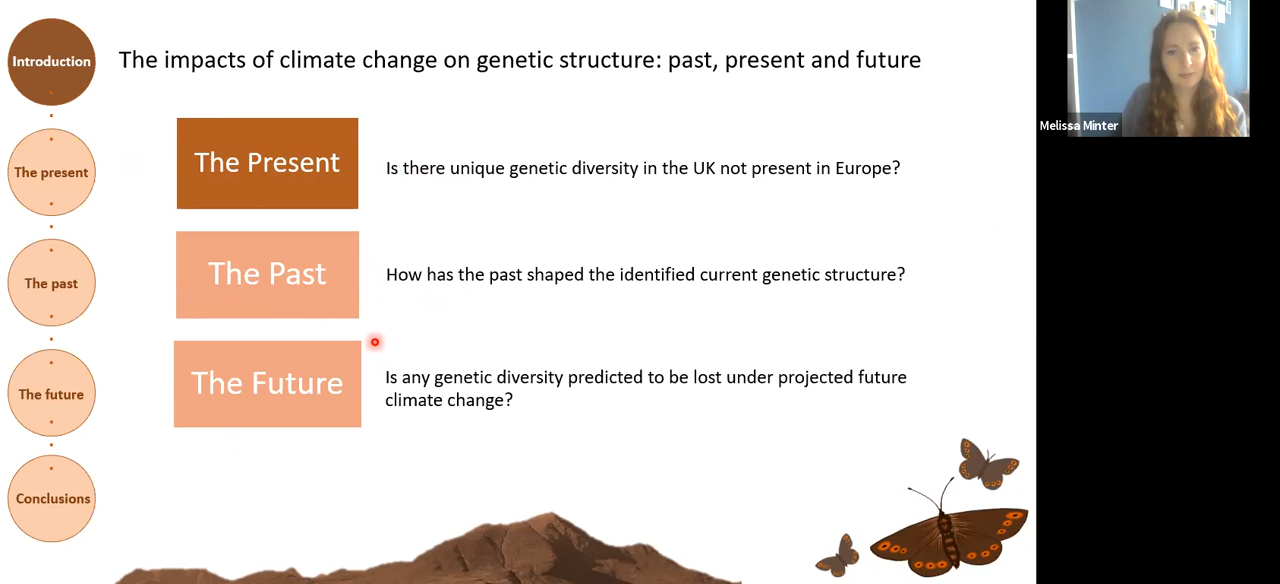 Introduction
The impacts of climate change on genetic structure: past, present and future
Melissa Minter
The present
The Present
Is there unique genetic diversity in the UK not present in Europe?
The past
The Past
How has the past shaped the identified current genetic structure?
The future
The Future
Is any genetic diversity predicted to be lost under projected future
climate change?
Conclusions